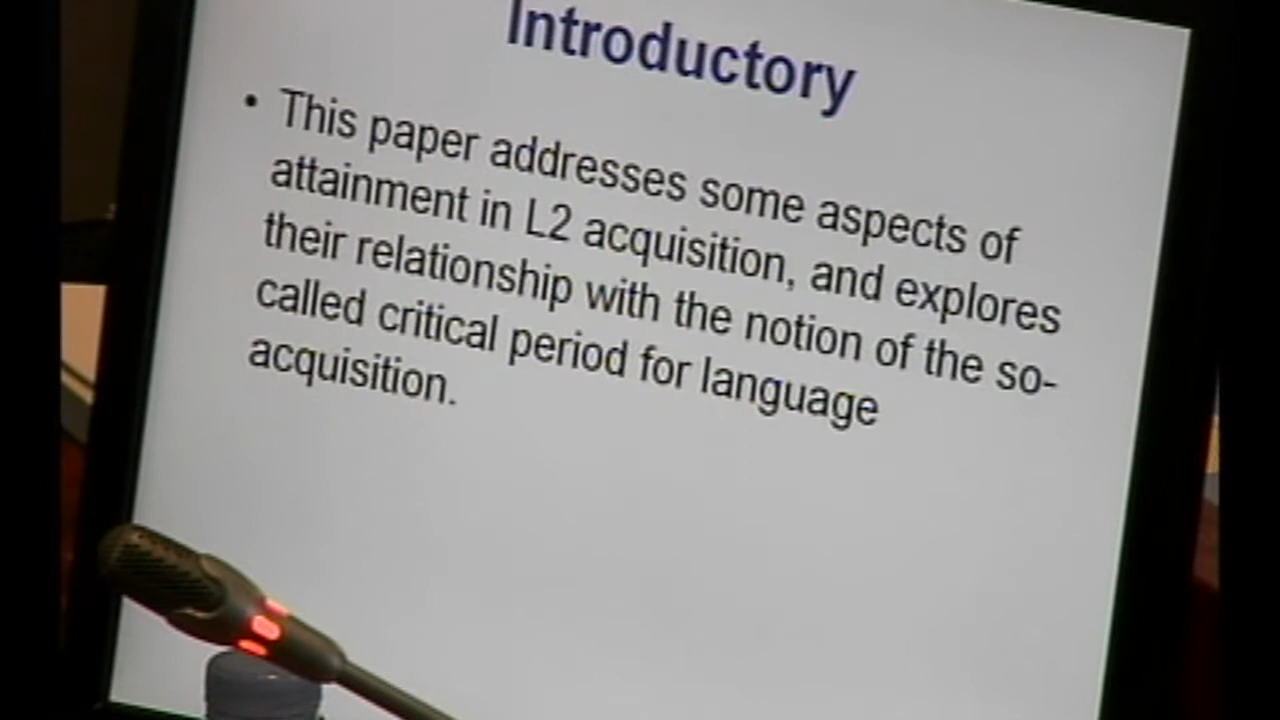 Introductory
• This paper addresses some aspects of
attainment in L2 acquisition, and explores
their relationship with the notion of the so-
called critical period for language
acquisition.